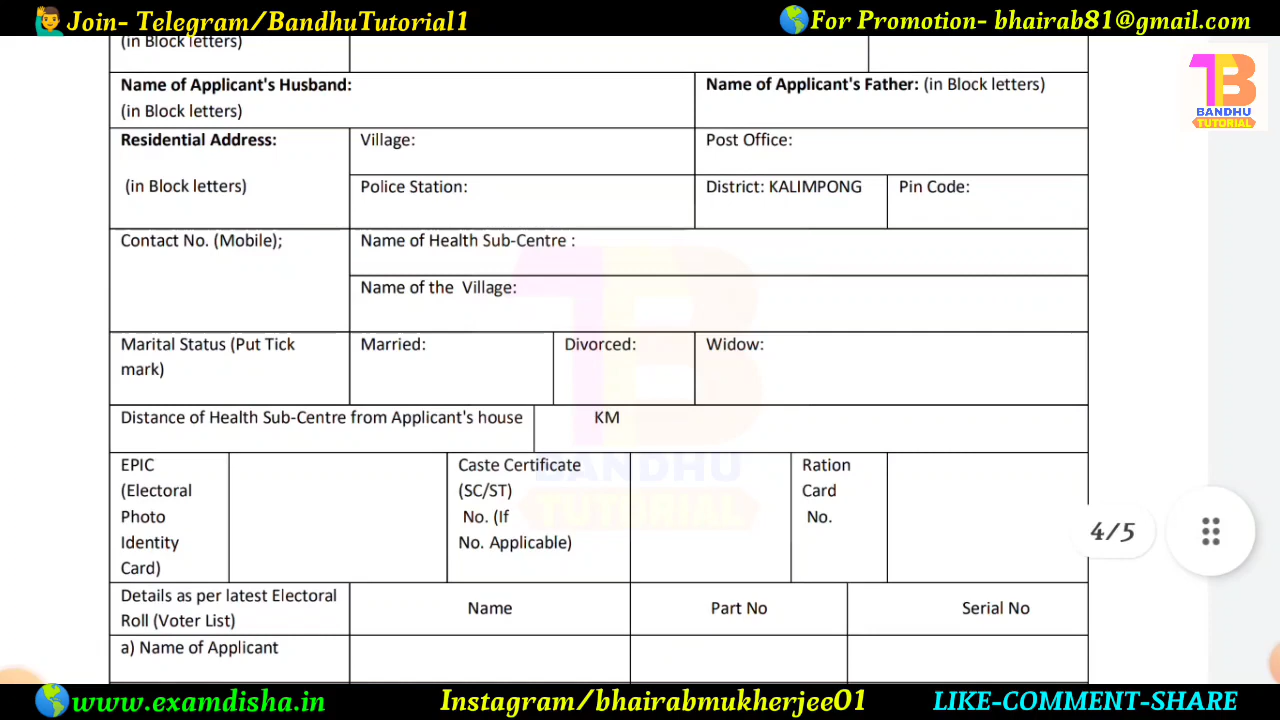 Join- Telegram/BandhuTutorial1
For Promotion- bhairab81@gmail.com
(in Block letters)
Name of Applicant's Husband:
(in Block letters)
Name of Applicant's Father: (in Block letters)
TB
BANDHU
TUTORIAL
Residential Address:
(in Block letters)
Village:
Post Office:
Police Station:
District: KALIMPONG
Pin Code:
Contact No. (Mobile);
Name of Health Sub-Centre :
Name of the Village:
Marital Status (Put Tick
mark)
Married:
Divorced:
Widow:
Distance of Health Sub-Centre from Applicant's house
KM
EPIC
(Electoral
Photo
Identity
Card)
Caste Certificate
(SC/ST)
No. (If
No. Applicable)
Ration
Card
No.
TB
BANDHU
TUTORIAL
4/5
Details as per latest Electoral
Roll (Voter List)
Name
Part No
Serial No
a) Name of Applicant
www.examdisha.in
Instagram/bhairabmukherjee01
LIKE-COMMENT-SHARE